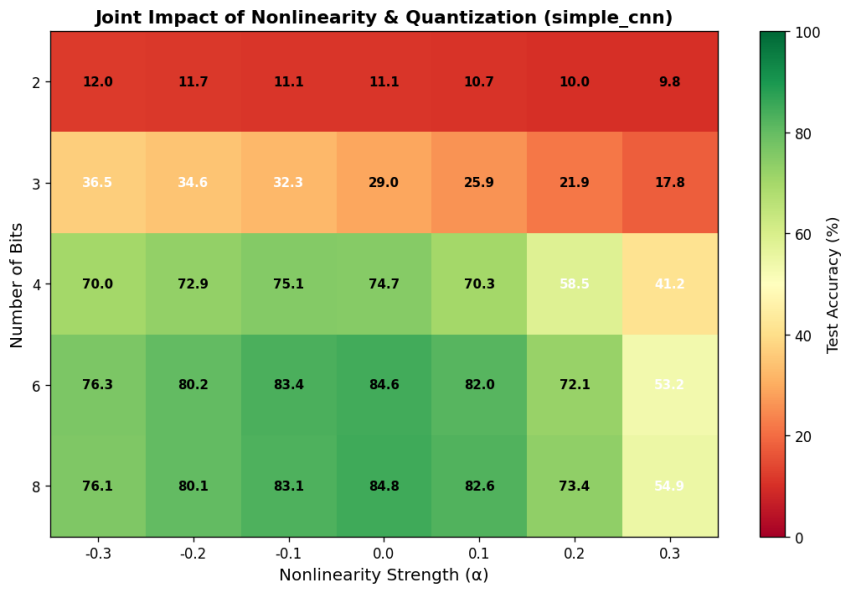 Joint Impact of Nonlinearity & Quantization (simple_cnn)
100
2 12.0 11.7 11.1 11.1 10.7 10.0 9.8
80
3 36.5 34.6 32.3 29.0 25.9 21.9 17.8
60
4 70.0 72.9 75.1 74.7 70.3 58.5 41.2
40
6 76.3 80.2 83.4 84.6 82.0 72.1 53.2
20
8 76.1 80.1 83.1 84.8 82.6 73.4 54.9
0
-0.3 -0.2 -0.1 0.0 0.1 0.2 0.3
Nonlinearity Strength (α)
Number of Bits
Test Accuracy (%)